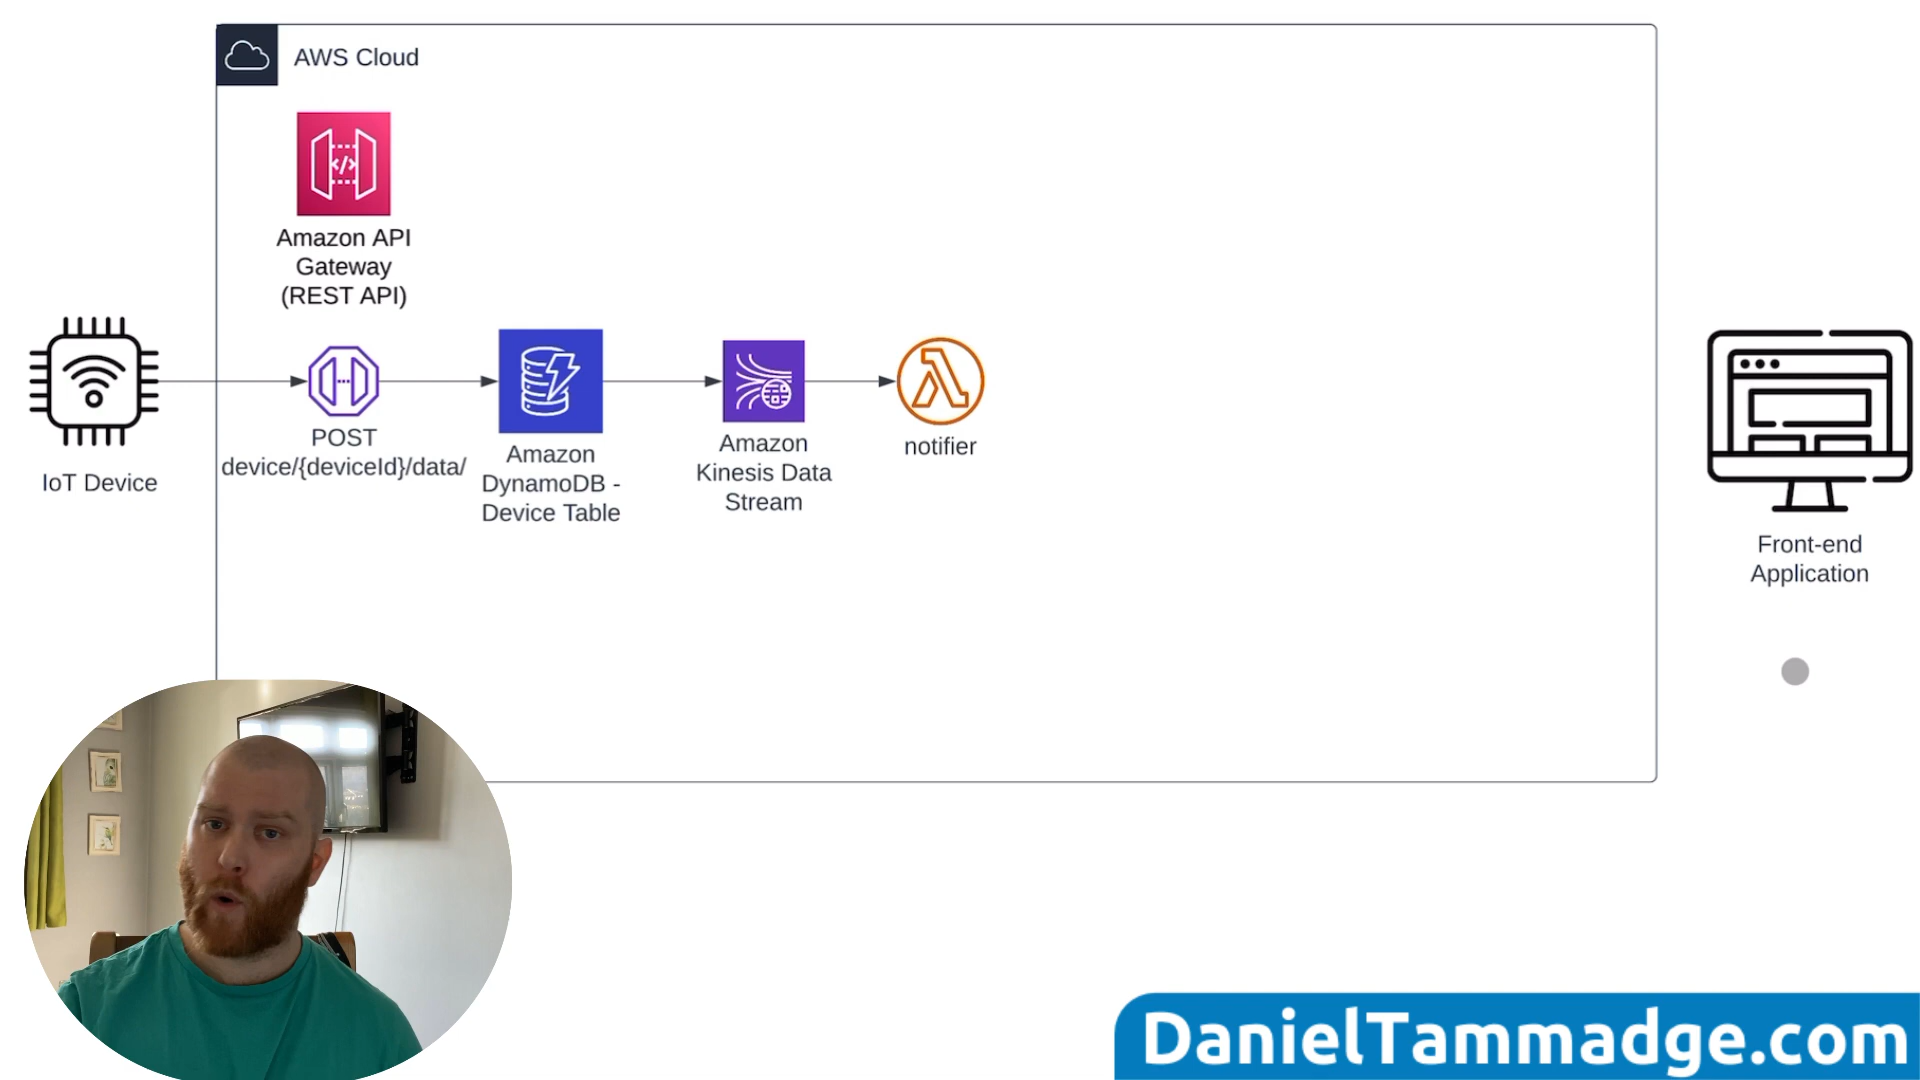 AWS Cloud
Amazon API
Gateway
(REST API)
IoT Device
POST
device/{deviceId}/data/
Amazon
DynamoDB -
Device Table
Amazon
Kinesis Data
Stream
notifier
Front-end
Application
DanielTammadge.com